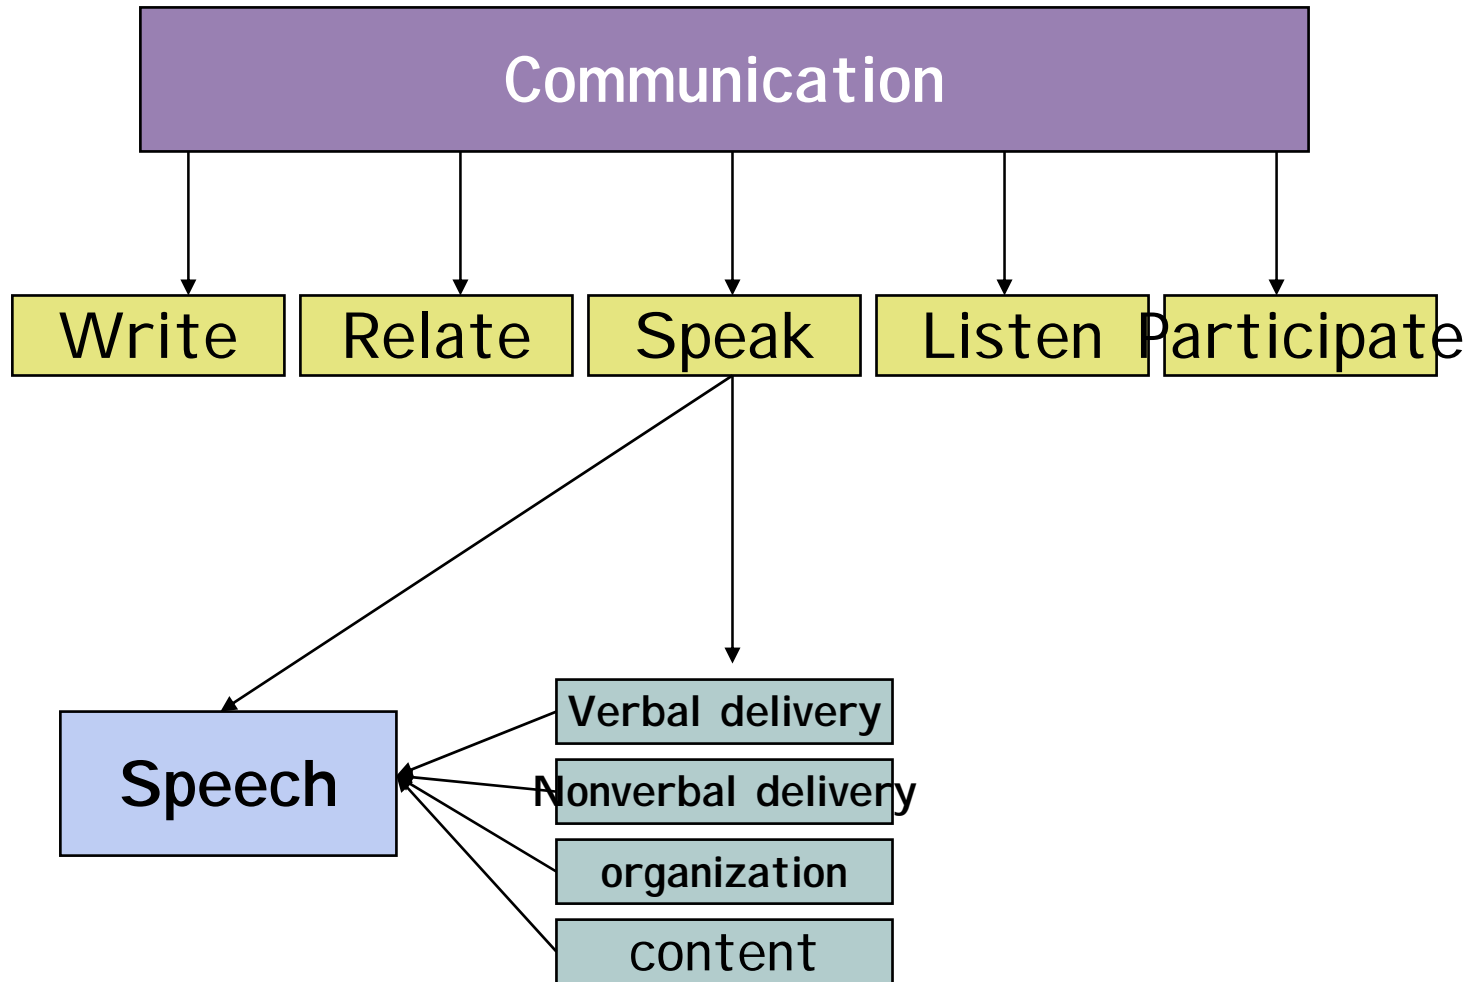 Communication
Write
Relate
Speak
Listen
Participate
Speech
Verbal delivery
Nonverbal delivery
organization
content